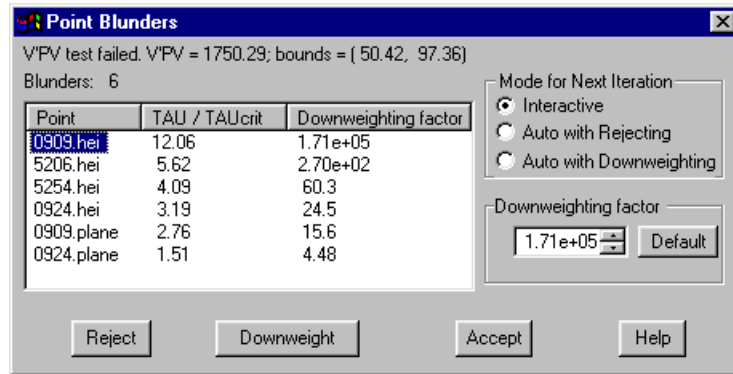 Point Blunders
V'PV test failed. V'PV = 1750.29; bounds = ( 50.42, 97.36)
Blunders: 6
Point TAU / TAUcrit Downweighting factor
0909.hei 12.06 1.71e+05
5206.hei 5.62 2.70e+02
5254.hei 4.09 60.3
0924.hei 3.19 24.5
0909.plane 2.76 15.6
0924.plane 1.51 4.48
Mode for Next Iteration
Interactive
Auto with Rejecting
Auto with Downweighting
Downweighting factor
1.71e+05 Default
Reject Downweight Accept Help